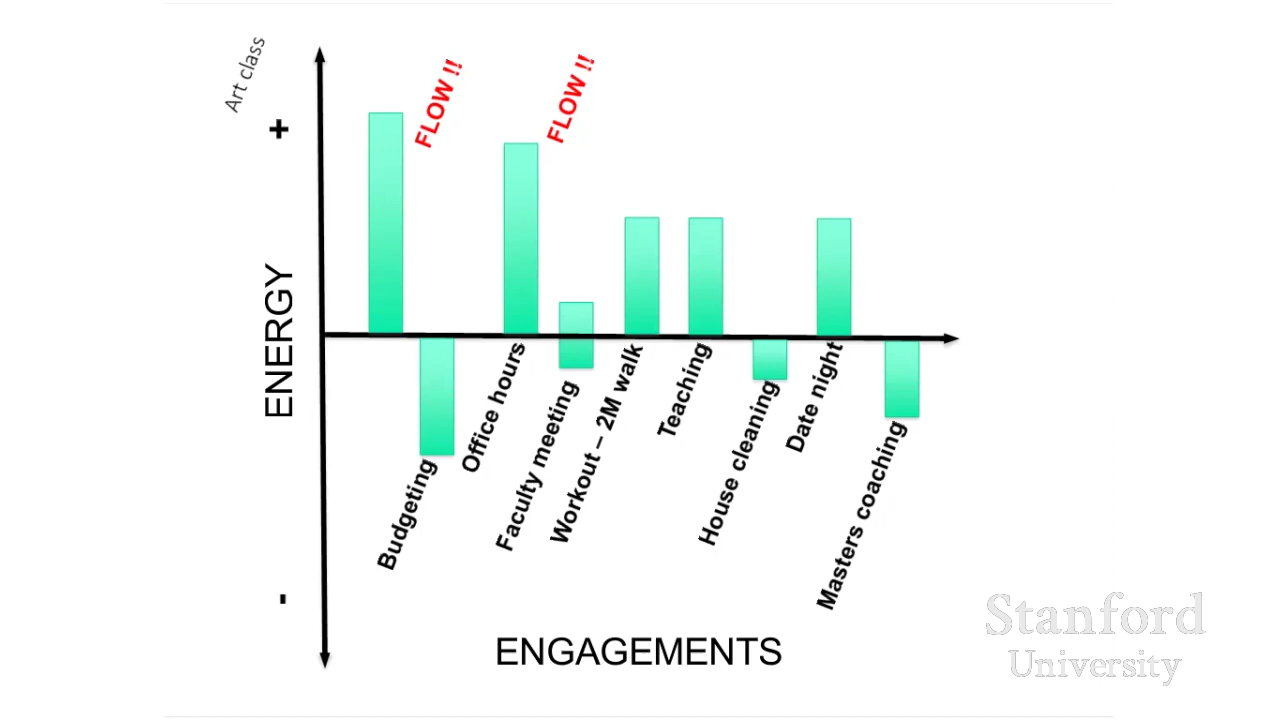 Art class
FLOW !!
FLOW !!
+
ENERGY
-
Budgeting
Office hours
Faculty meeting
Workout – 2M walk
Teaching
House cleaning
Date night
Masters coaching
ENGAGEMENTS
Stanford
University